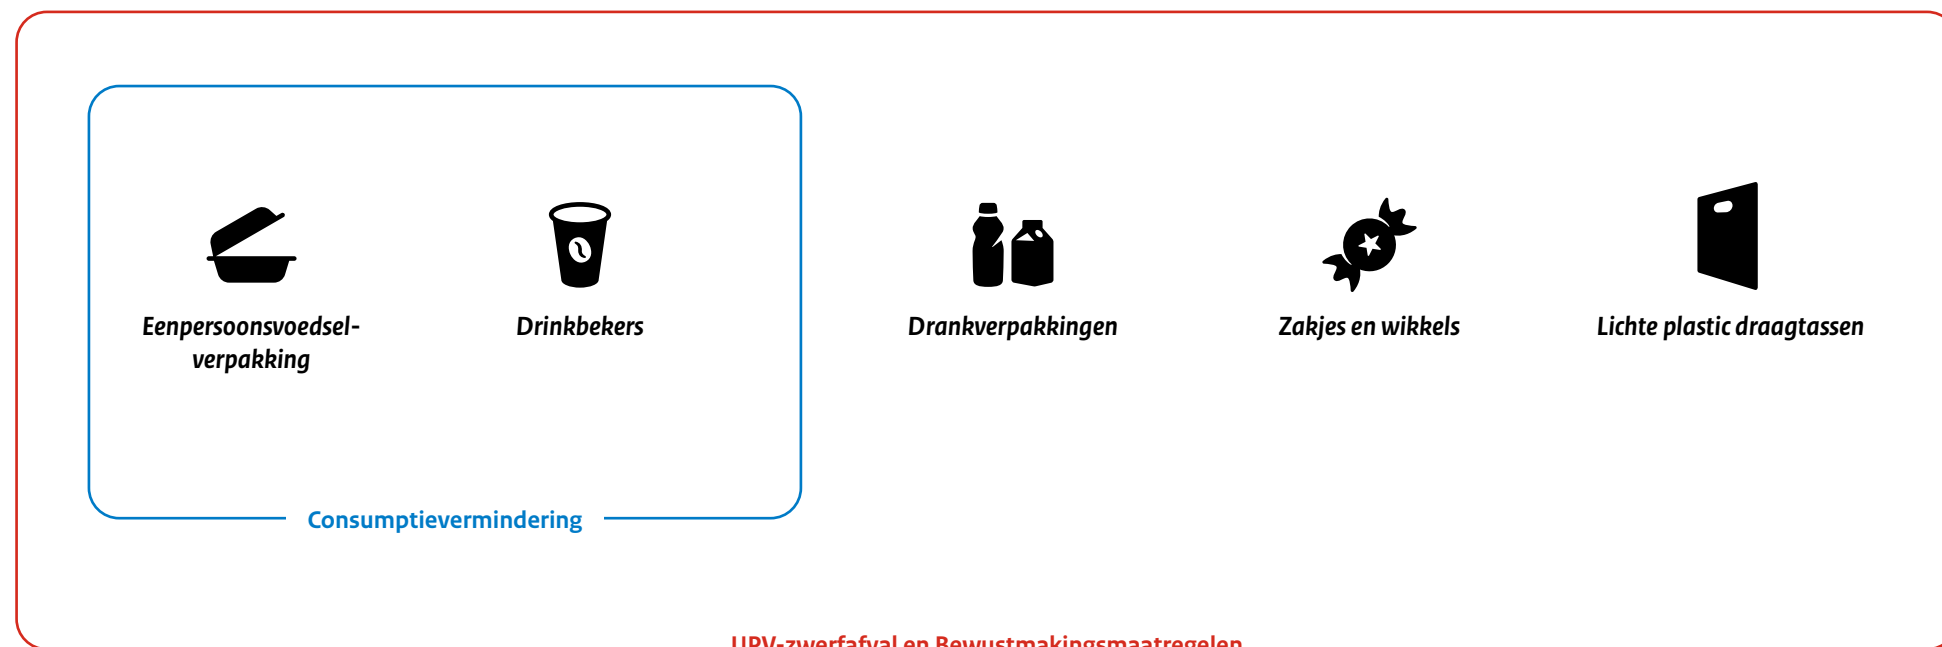 Eenpersoonsvoedsel-
verpakking
Drinkbekers
Drankverpakkingen
Zakjes en wikkels
Lichte plastic draagtassen
Consumptievermindering
UPV-zwerfafval en Bewustmakingsmaatregelen